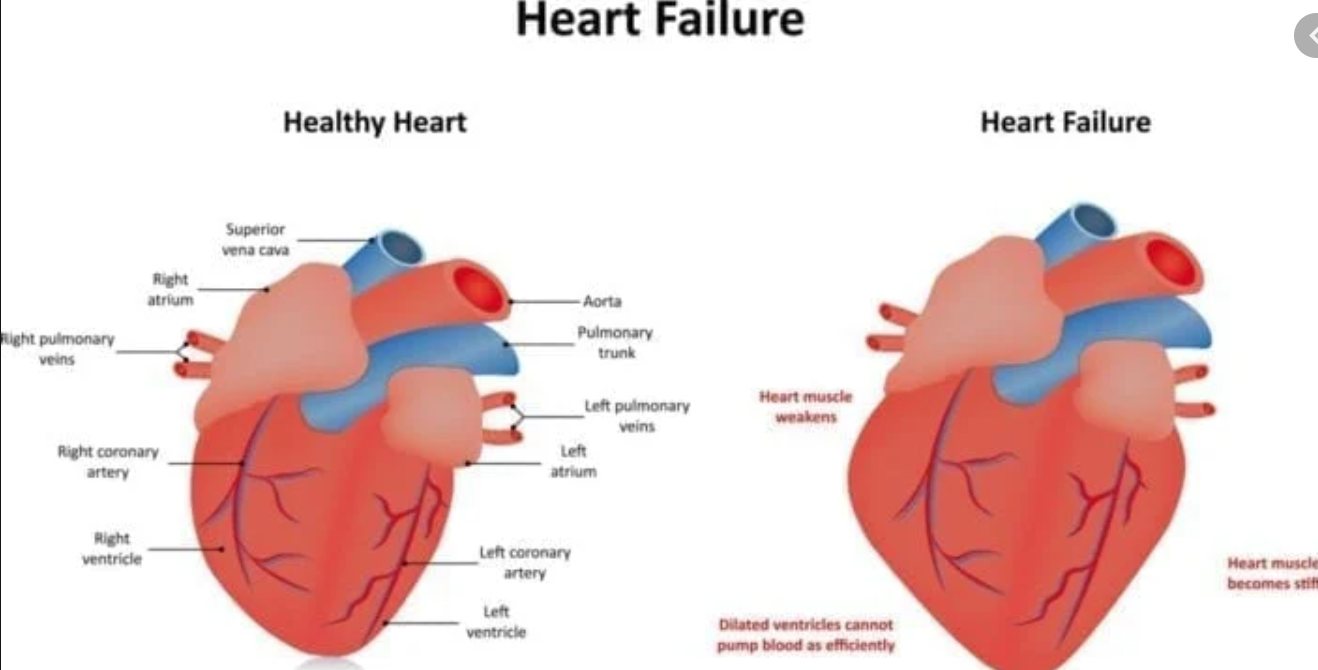 Heart Failure
Healthy Heart
Heart Failure
Superior
vena cava
Right
atrium
Aorta
Right pulmonary
veins
Pulmonary
trunk
Left pulmonary
veins
Right coronary
artery
Left
atrium
Right
ventricle
Left coronary
artery
Left
ventricle
Heart muscle
weakens
Heart muscle
becomes stiff
Dilated ventricles cannot
pump blood as efficiently